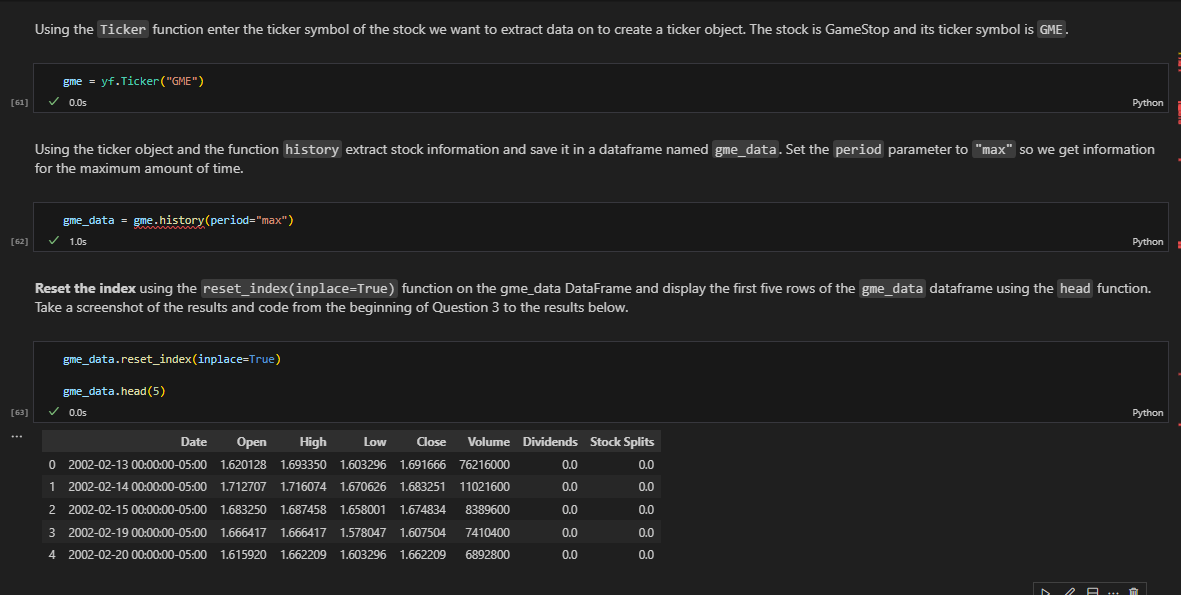 Using the Ticker function enter the ticker symbol of the stock we want to extract data on to create a ticker object. The stock is GameStop and its ticker symbol is GME.
gme = yf.Ticker("GME")
[61] ✓ 0.0s Python
Using the ticker object and the function history extract stock information and save it in a dataframe named gme_data. Set the period parameter to "max" so we get information
for the maximum amount of time.
gme_data = gme.history(period="max")
[62] ✓ 1.0s Python
Reset the index using the reset_index(inplace=True) function on the gme_data DataFrame and display the first five rows of the gme_data dataframe using the head function.
Take a screenshot of the results and code from the beginning of Question 3 to the results below.
gme_data.reset_index(inplace=True)
gme_data.head(5)
[63] ✓ 0.0s Python
...
Date Open High Low Close Volume Dividends Stock Splits
0 2002-02-13 00:00:00-05:00 1.620128 1.693350 1.603296 1.691666 76216000 0.0 0.0
1 2002-02-14 00:00:00-05:00 1.712707 1.716074 1.670626 1.683251 11021600 0.0 0.0
2 2002-02-15 00:00:00-05:00 1.683250 1.687458 1.658001 1.674834 8389600 0.0 0.0
3 2002-02-19 00:00:00-05:00 1.666417 1.666417 1.578047 1.607504 7410400 0.0 0.0
4 2002-02-20 00:00:00-05:00 1.615920 1.662209 1.603296 1.662209 6892800 0.0 0.0